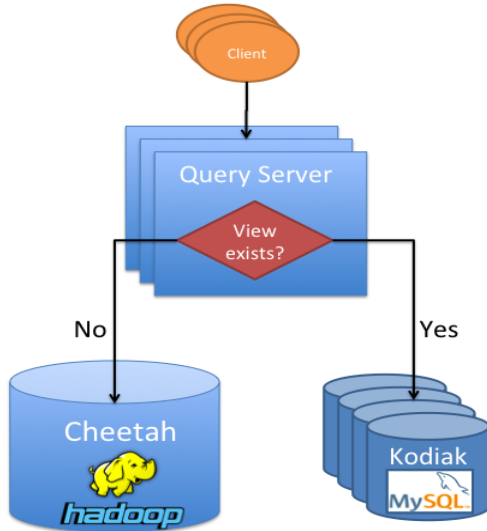 Client
Query Server
View
exists?
No
Yes
Cheetah
hadoop
Kodiak
MySQL